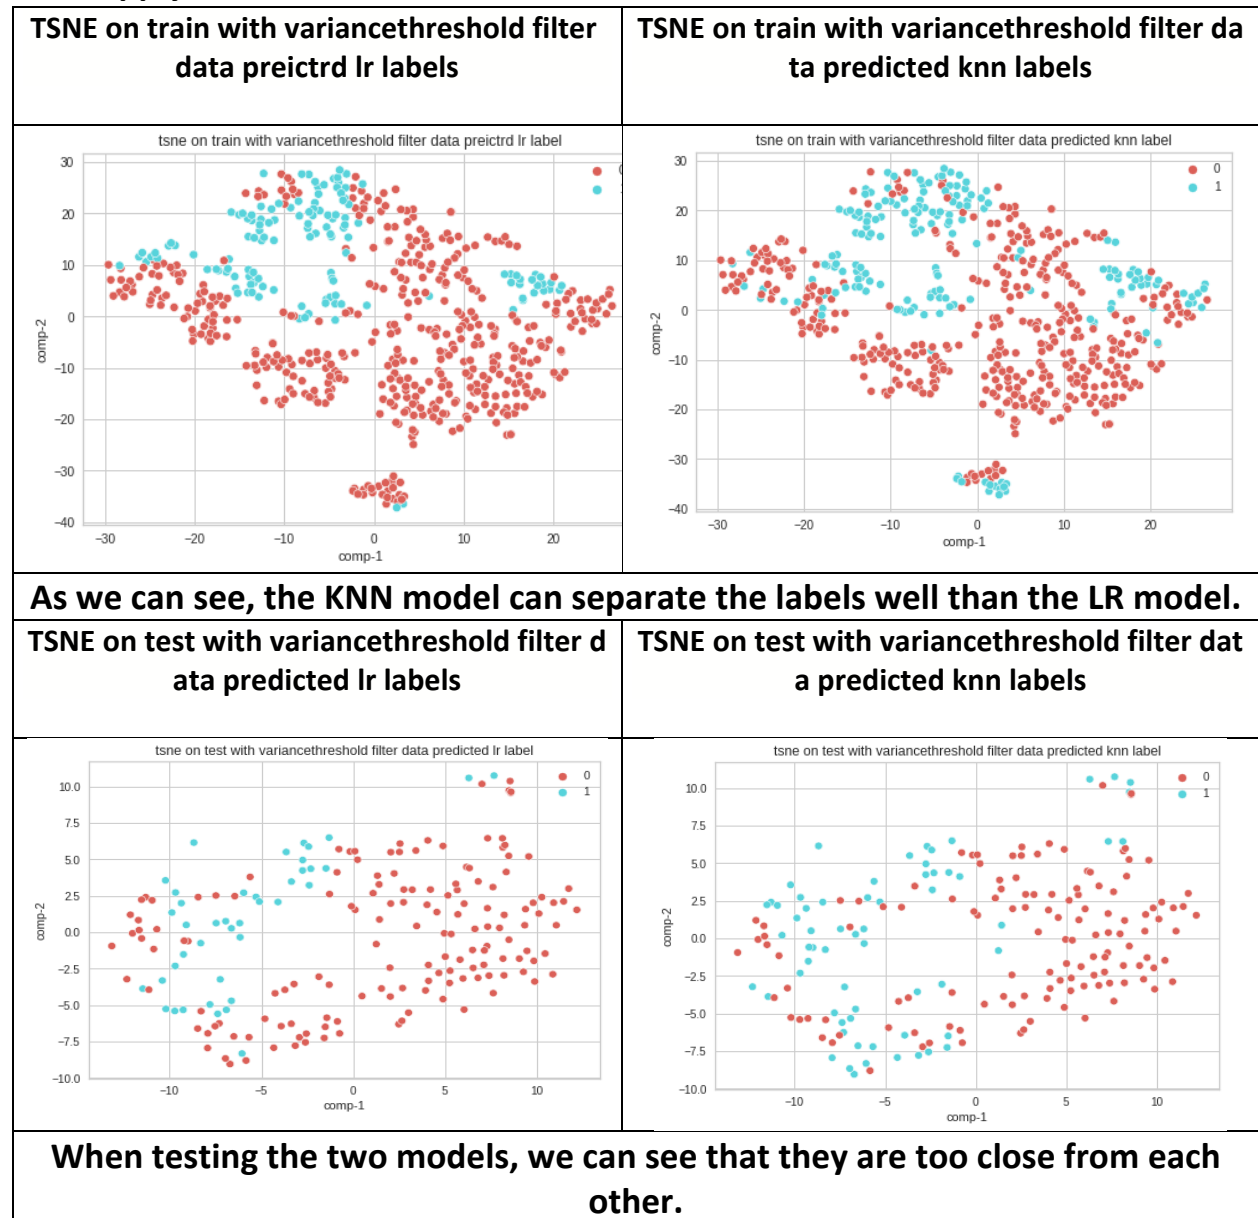 TSNE on train with variancethreshold filter
data preictrd lr labels
TSNE on train with variancethreshold filter da
ta predicted knn labels
tsne on train with variancethreshold filter data preictrd lr label
30
20
10
0
−10
−20
−30
−40
comp-2
−30
−20
−10
0
10
20
comp-1
tsne on train with variancethreshold filter data predicted knn label
0
1
30
20
10
0
−10
−20
−30
−40
comp-2
−30
−20
−10
0
10
20
comp-1
As we can see, the KNN model can separate the labels well than the LR model.
TSNE on test with variancethreshold filter d
ata predicted lr labels
TSNE on test with variancethreshold filter dat
a predicted knn labels
tsne on test with variancethreshold filter data predicted lr label
0
1
10.0
7.5
5.0
2.5
0.0
−2.5
−5.0
−7.5
−10.0
comp-2
−10
−5
0
5
10
comp-1
tsne on test with variancethreshold filter data predicted knn label
0
1
10.0
7.5
5.0
2.5
0.0
−2.5
−5.0
−7.5
−10.0
comp-2
−10
−5
0
5
10
comp-1
When testing the two models, we can see that they are too close from each
other.